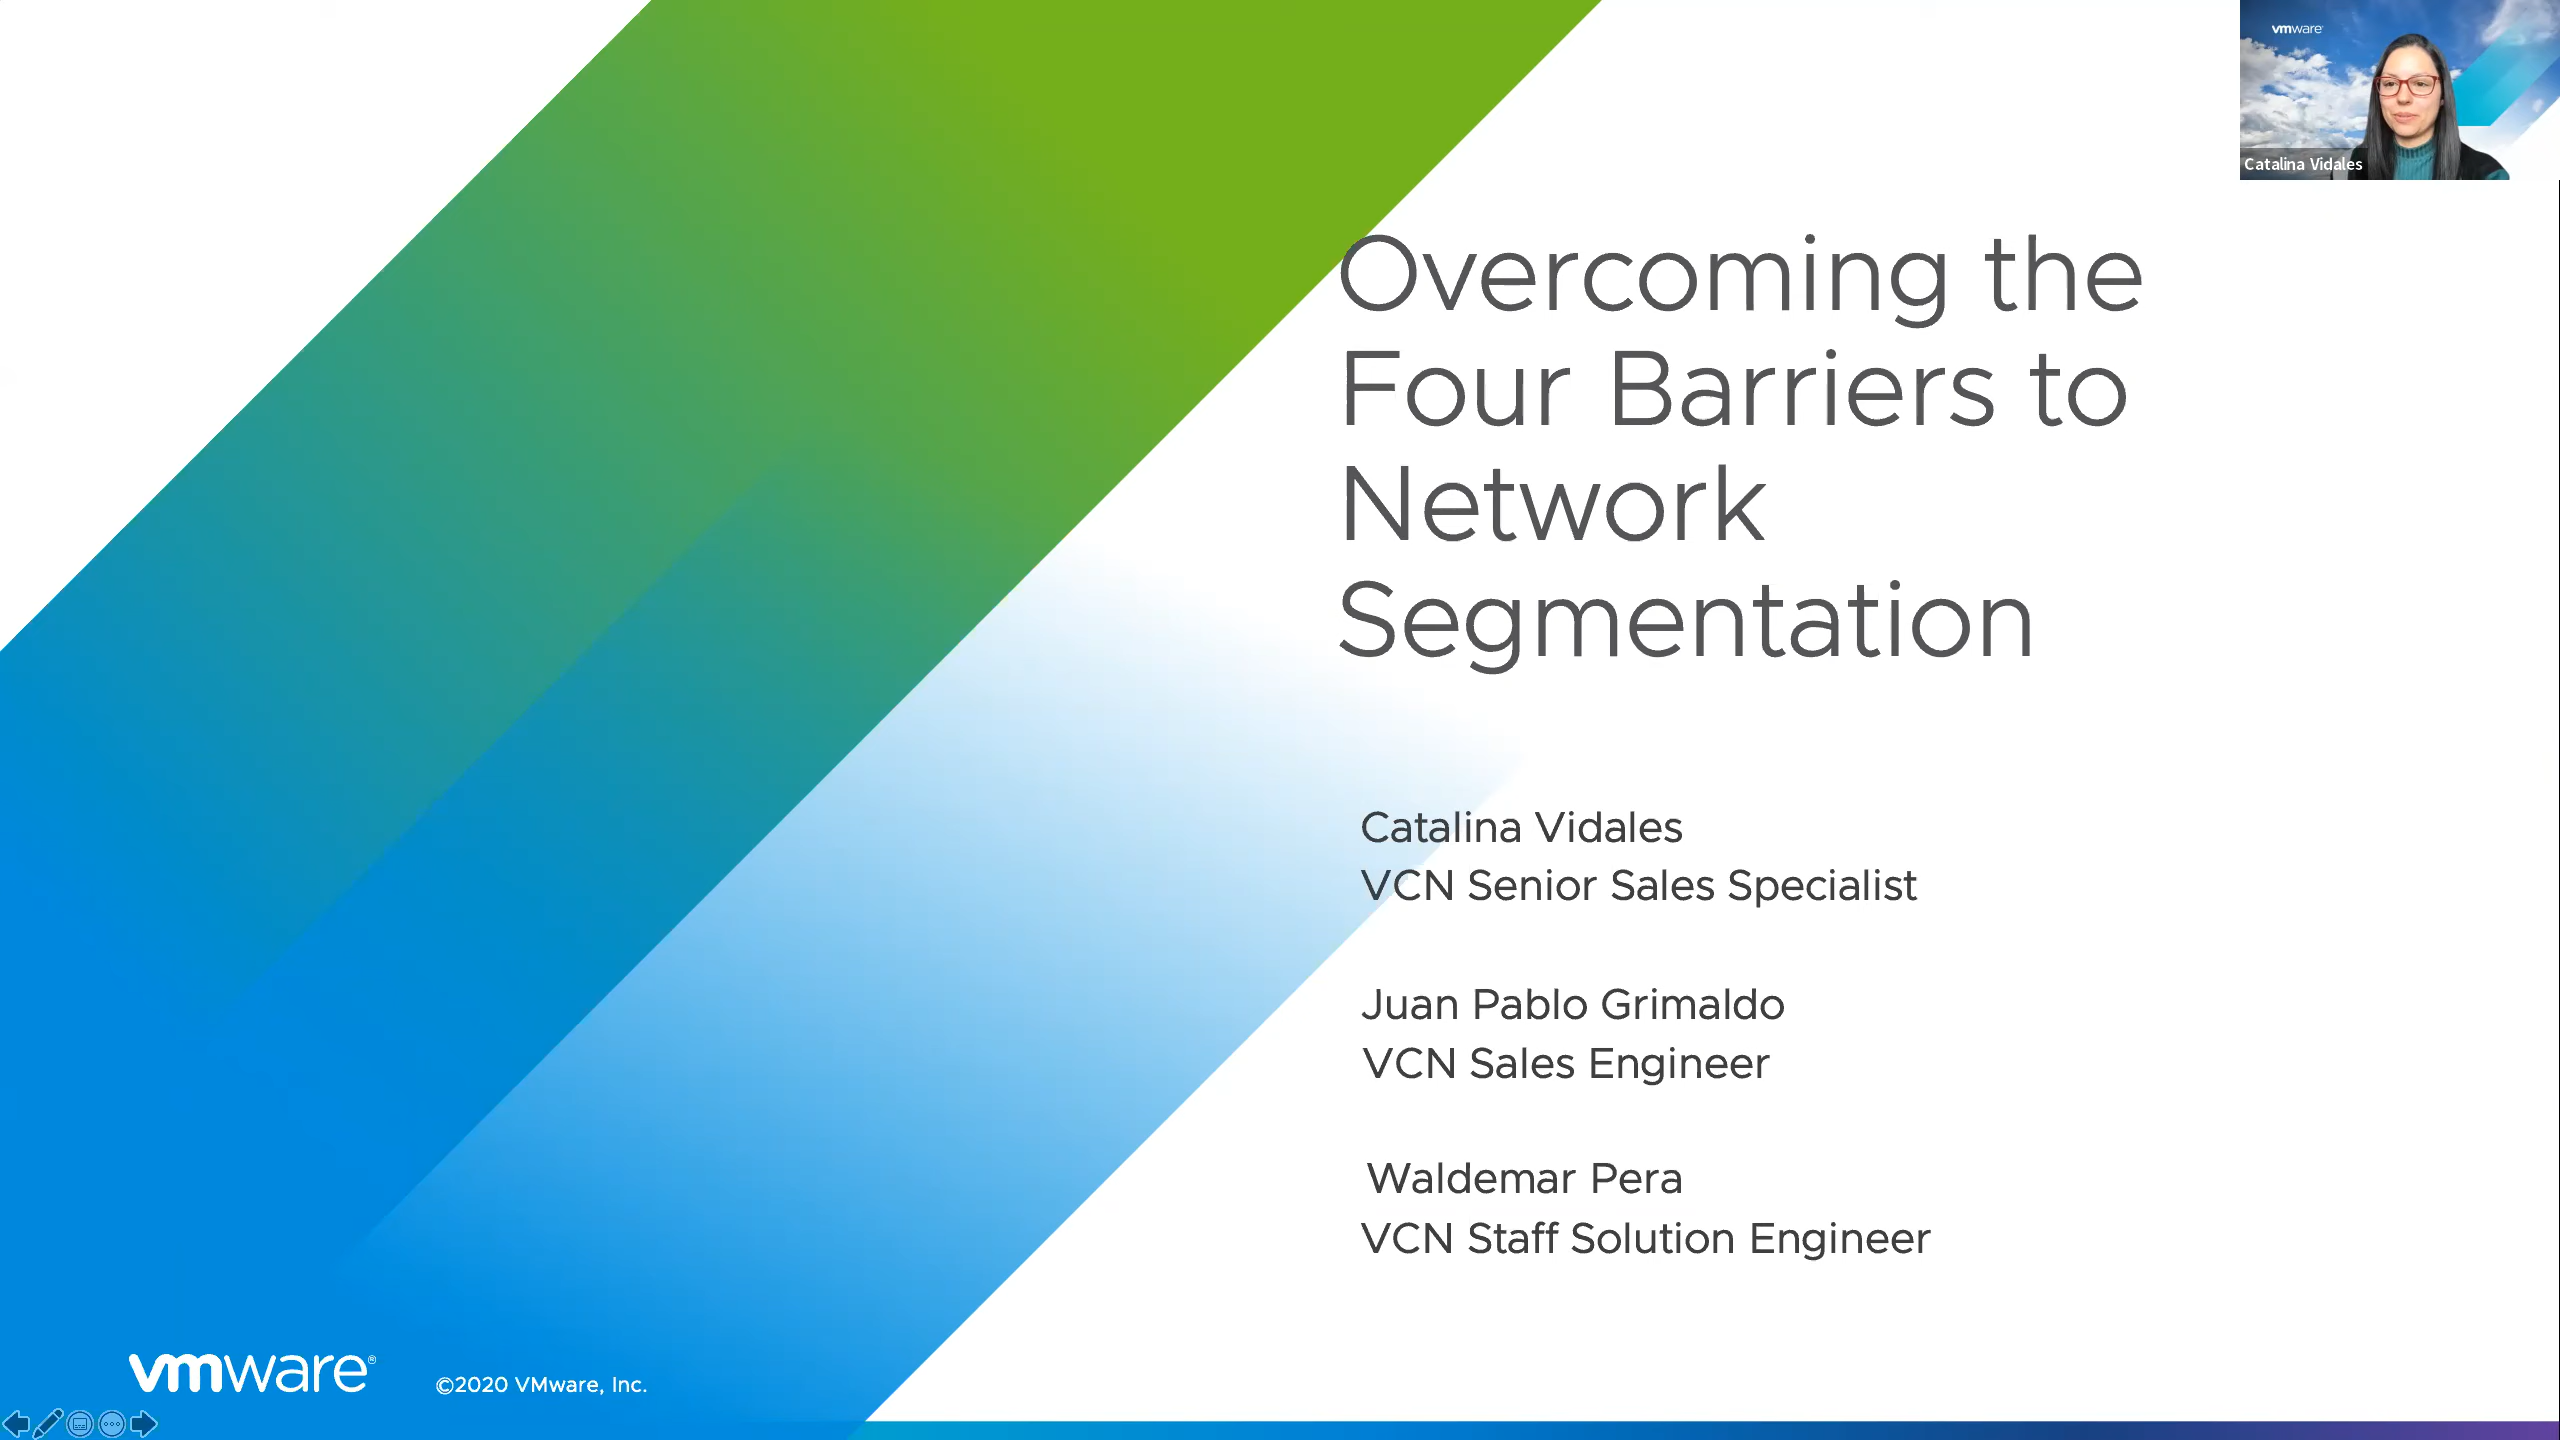 vmware
Catalina Vidales
Overcoming the
Four Barriers to
Network
Segmentation
Catalina Vidales
VCN Senior Sales Specialist
Juan Pablo Grimaldo
VCN Sales Engineer
Waldemar Pera
VCN Staff Solution Engineer
vmware®
©2020 VMware, Inc.